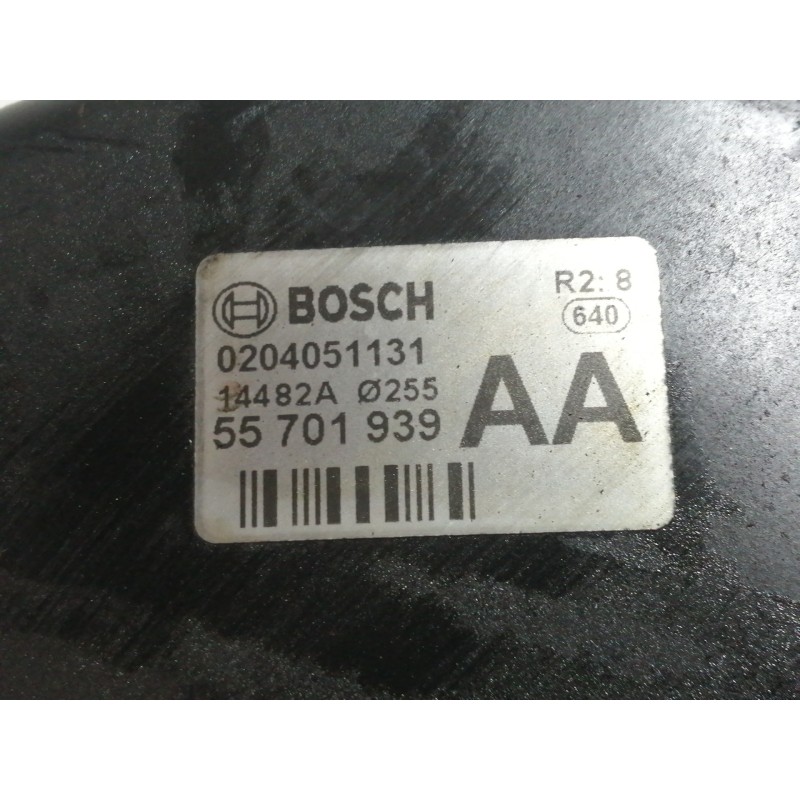 BOSCH R2: 8
640
0204051131
14482A Ø255
55 701 939 AA